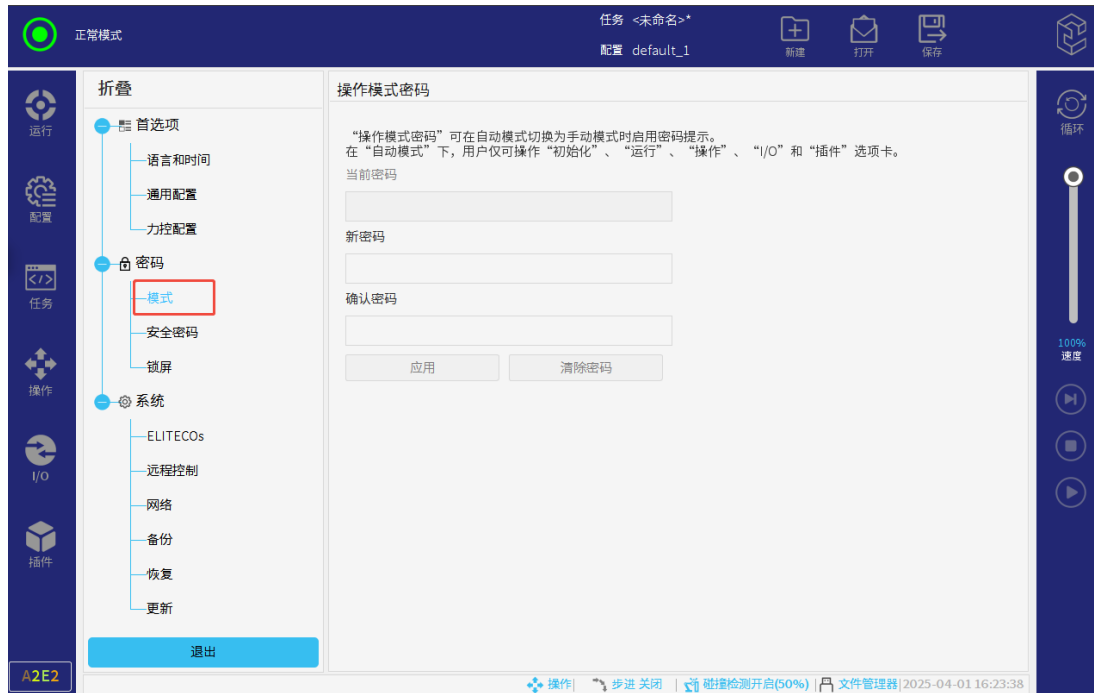 正常模式
任务 <未命名>*
配置 default_1
新建
打开
保存
运行
配置
任务
操作
I/O
插件
A2E2
折叠
首选项
语言和时间
通用配置
力控配置
密码
模式
安全密码
锁屏
系统
ELITECOs
远程控制
网络
备份
恢复
更新
退出
操作模式密码
“操作模式密码”可在自动模式切换为手动模式时启用密码提示。
在“自动模式”下，用户仅可操作“初始化”、“运行”、“操作”、“I/O”和“插件”选项卡。
当前密码
新密码
确认密码
应用
清除密码
循环
100%
速度
操作| 步进 关闭 | 碰撞检测开启(50%) | 文件管理器|2025-04-01 16:23:38